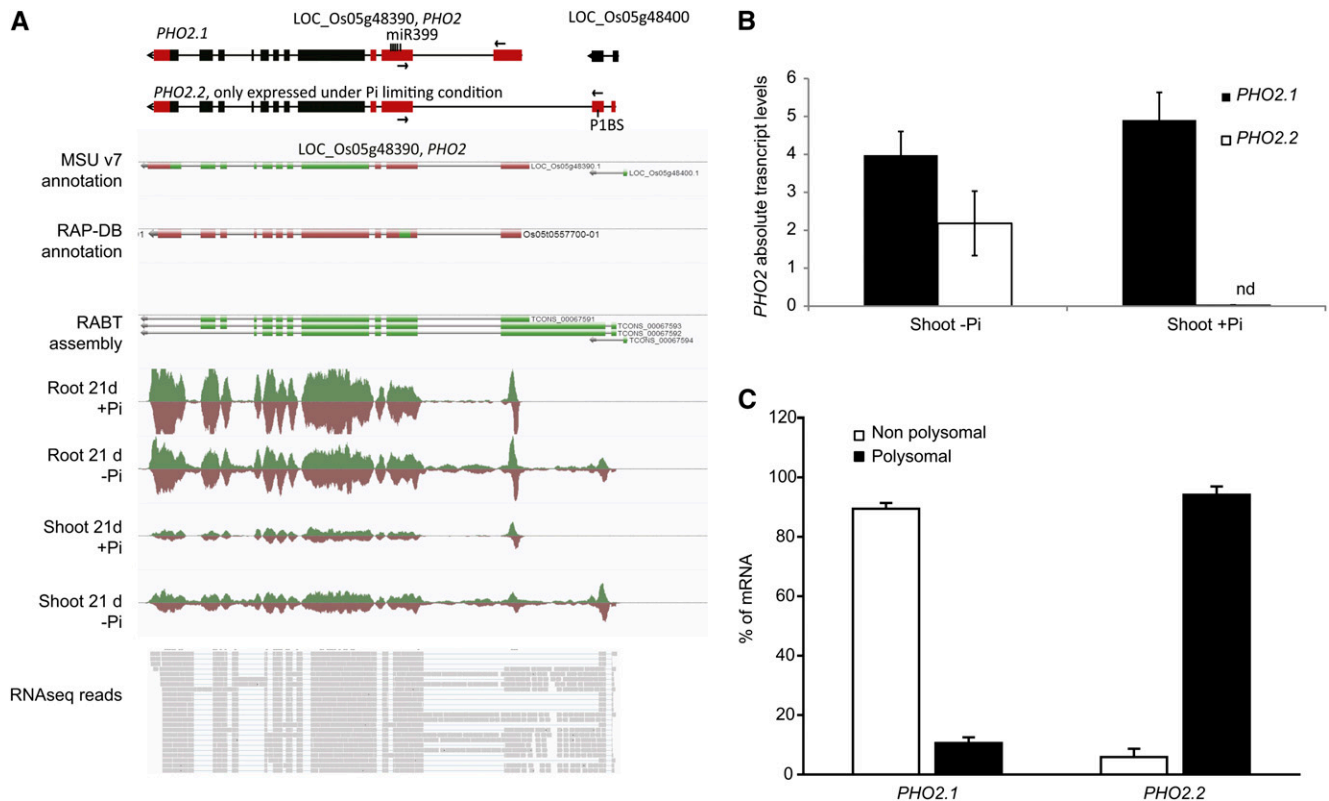 A
LOC_Os05g48390, PHO2
LOC_Os05g48400
PHO2.1
miR399
PHO2.2, only expressed under Pi limiting condition
P1BS
LOC_Os05g48390, PHO2
MSU v7
annotation
LOC_Os05g48390.1
LOC_Os05g48400.1
RAP-DB
annotation
Os05t0557700-01
RABT
assembly
TCONS_00067591
TCONS_00067593
TCONS_00067592
TCONS_00067594
Root 21d
+Pi
Root 21 d
-Pi
Shoot 21d
+Pi
Shoot 21 d
-Pi
RNAseq reads
B
PHO2 absolute trasncript levels
6
5
4
3
2
1
0
PHO2.1
PHO2.2
nd
Shoot -Pi
Shoot +Pi
C
% of mRNA
120
100
80
60
40
20
0
Non polysomal
Polysomal
PHO2.1
PHO2.2